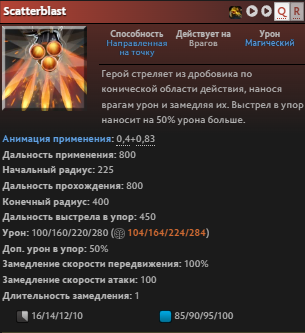 Scatterblast
Q R
Способность Действует на Урон
Направленная на точку Врагов Магический
Герой стреляет из дробовика по
конической области действия, нанося
врагам урон и замедляя их. Выстрел в упор
наносит на 50% урона больше.
Анимация применения: 0,4+0,83
Дальность применения: 800
Начальный радиус: 225
Дальность прохождения: 800
Конечный радиус: 400
Дальность выстрела в упор: 450
Урон: 100/160/220/280 (104/164/224/284)
Доп. урон в упор: 50%
Замедление скорости передвижения: 100%
Замедление скорости атаки: 100
Длительность замедления: 1
16/14/12/10 85/90/95/100